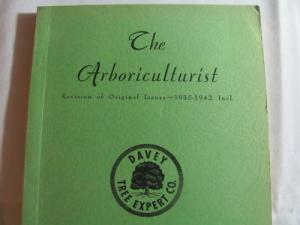 The
Arboriculturist
Revision of Original Issues—1935-1942 Incl.
DAVEY
TREE EXPERT CO.